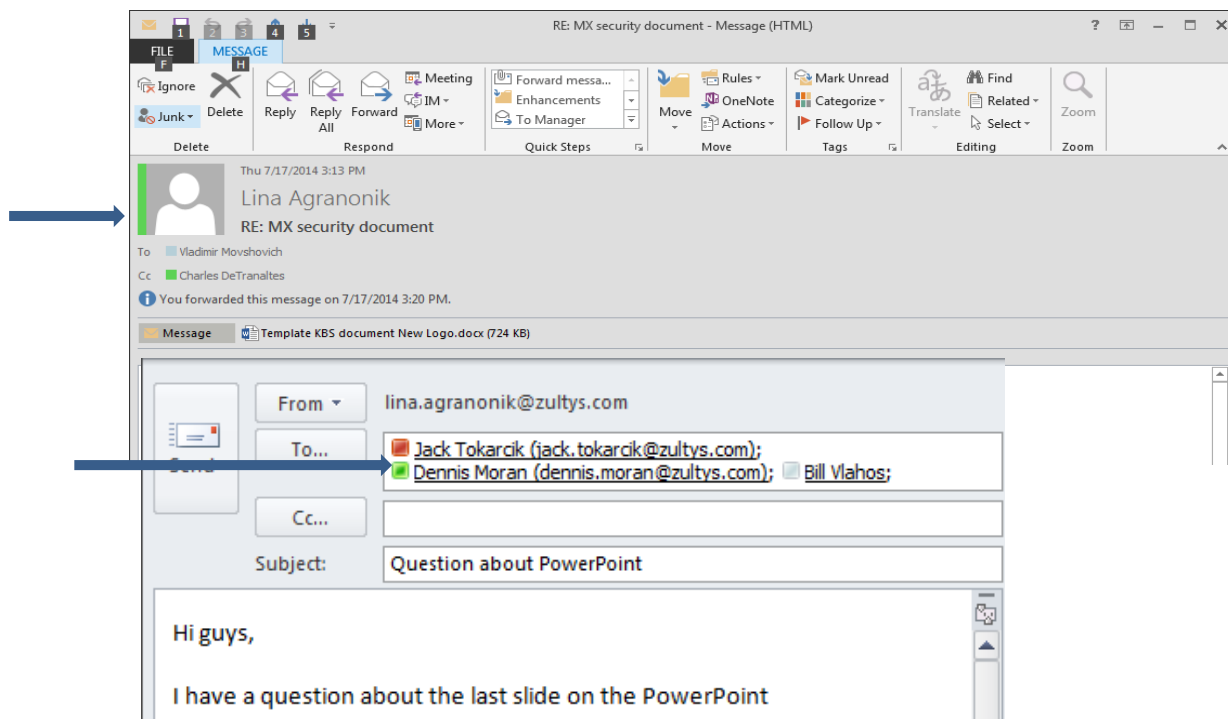 RE: MX security document - Message (HTML)
?
1 2 3 4 5
FILE MESSAGE
F H
Ignore
Junk
Delete
Reply
Reply All
Forward
Meeting
IM
More
Forward messa...
Enhancements
To Manager
Move
Rules
OneNote
Actions
Mark Unread
Categorize
Follow Up
Translate
Find
Related
Select
Zoom
Delete Respond Quick Steps Move Tags Editing Zoom
Thu 7/17/2014 3:13 PM
Lina Agranonik
RE: MX security document
To Vladimir Movshovich
Cc Charles DeTranaltes
You forwarded this message on 7/17/2014 3:20 PM.
Message Template KBS document New Logo.docx (724 KB)
From lina.agranonik@zultys.com
To... Jack Tokarcik (jack.tokarcik@zultys.com);
Dennis Moran (dennis.moran@zultys.com); Bill Vlahos;
Cc...
Subject: Question about PowerPoint
Hi guys,
I have a question about the last slide on the PowerPoint